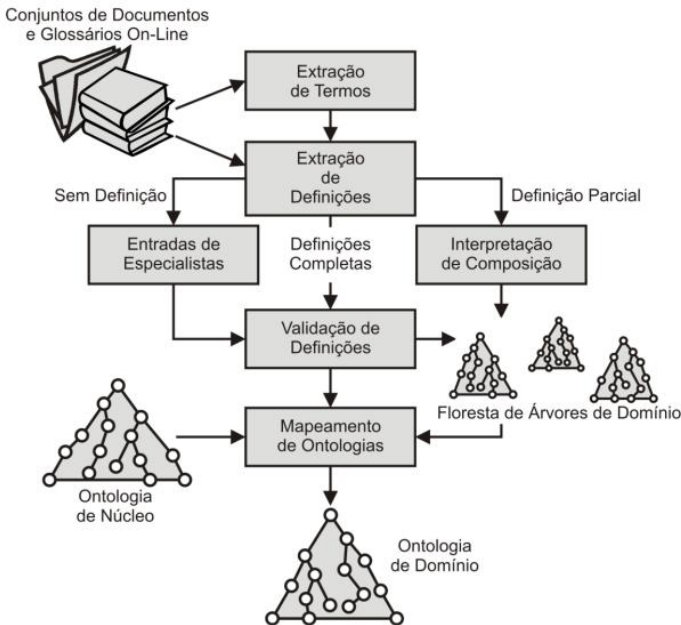 Conjuntos de Documentos
e Glossários On-Line
Extração
de Termos
Extração
de
Definições
Sem Definição
Definição Parcial
Entradas de
Especialistas
Definições
Completas
Interpretação
de Composição
Validação de
Definições
Floresta de Árvores de Domínio
Mapeamento
de Ontologias
Ontologia
de Núcleo
Ontologia
de Domínio